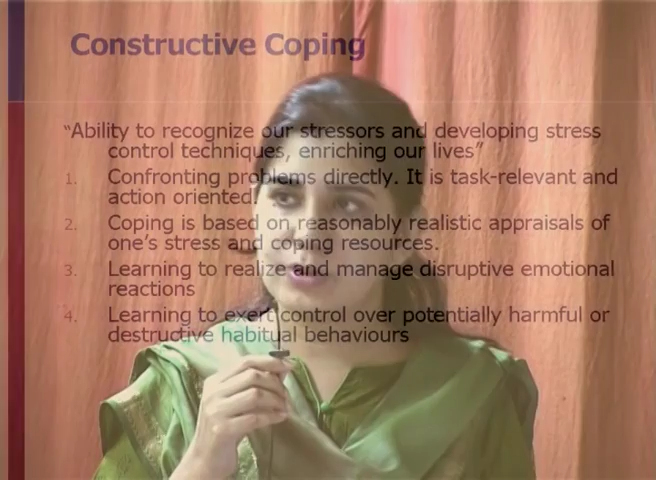 Constructive Coping
"Ability to recognize our stressors and developing stress
control techniques, enriching our lives"
1. Confronting problems directly. It is task-relevant and
action oriented.
2. Coping is based on reasonably realistic appraisals of
one's stress and coping resources.
3. Learning to realize and manage disruptive emotional
reactions
4. Learning to exert control over potentially harmful or
destructive habitual behaviours